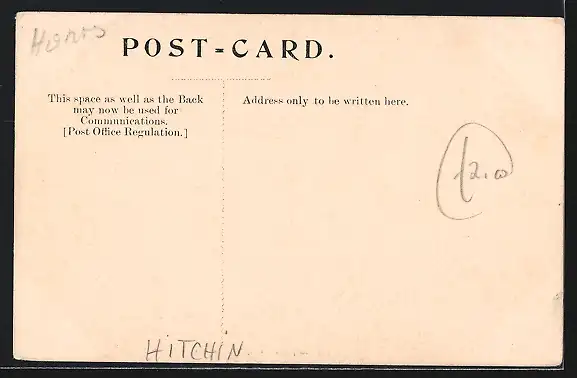 Herts
POST-CARD.
This space as well as the Back
may now be used for
Communications.
[Post Office Regulation.]
Address only to be written here.
£2.00
HITCHIN